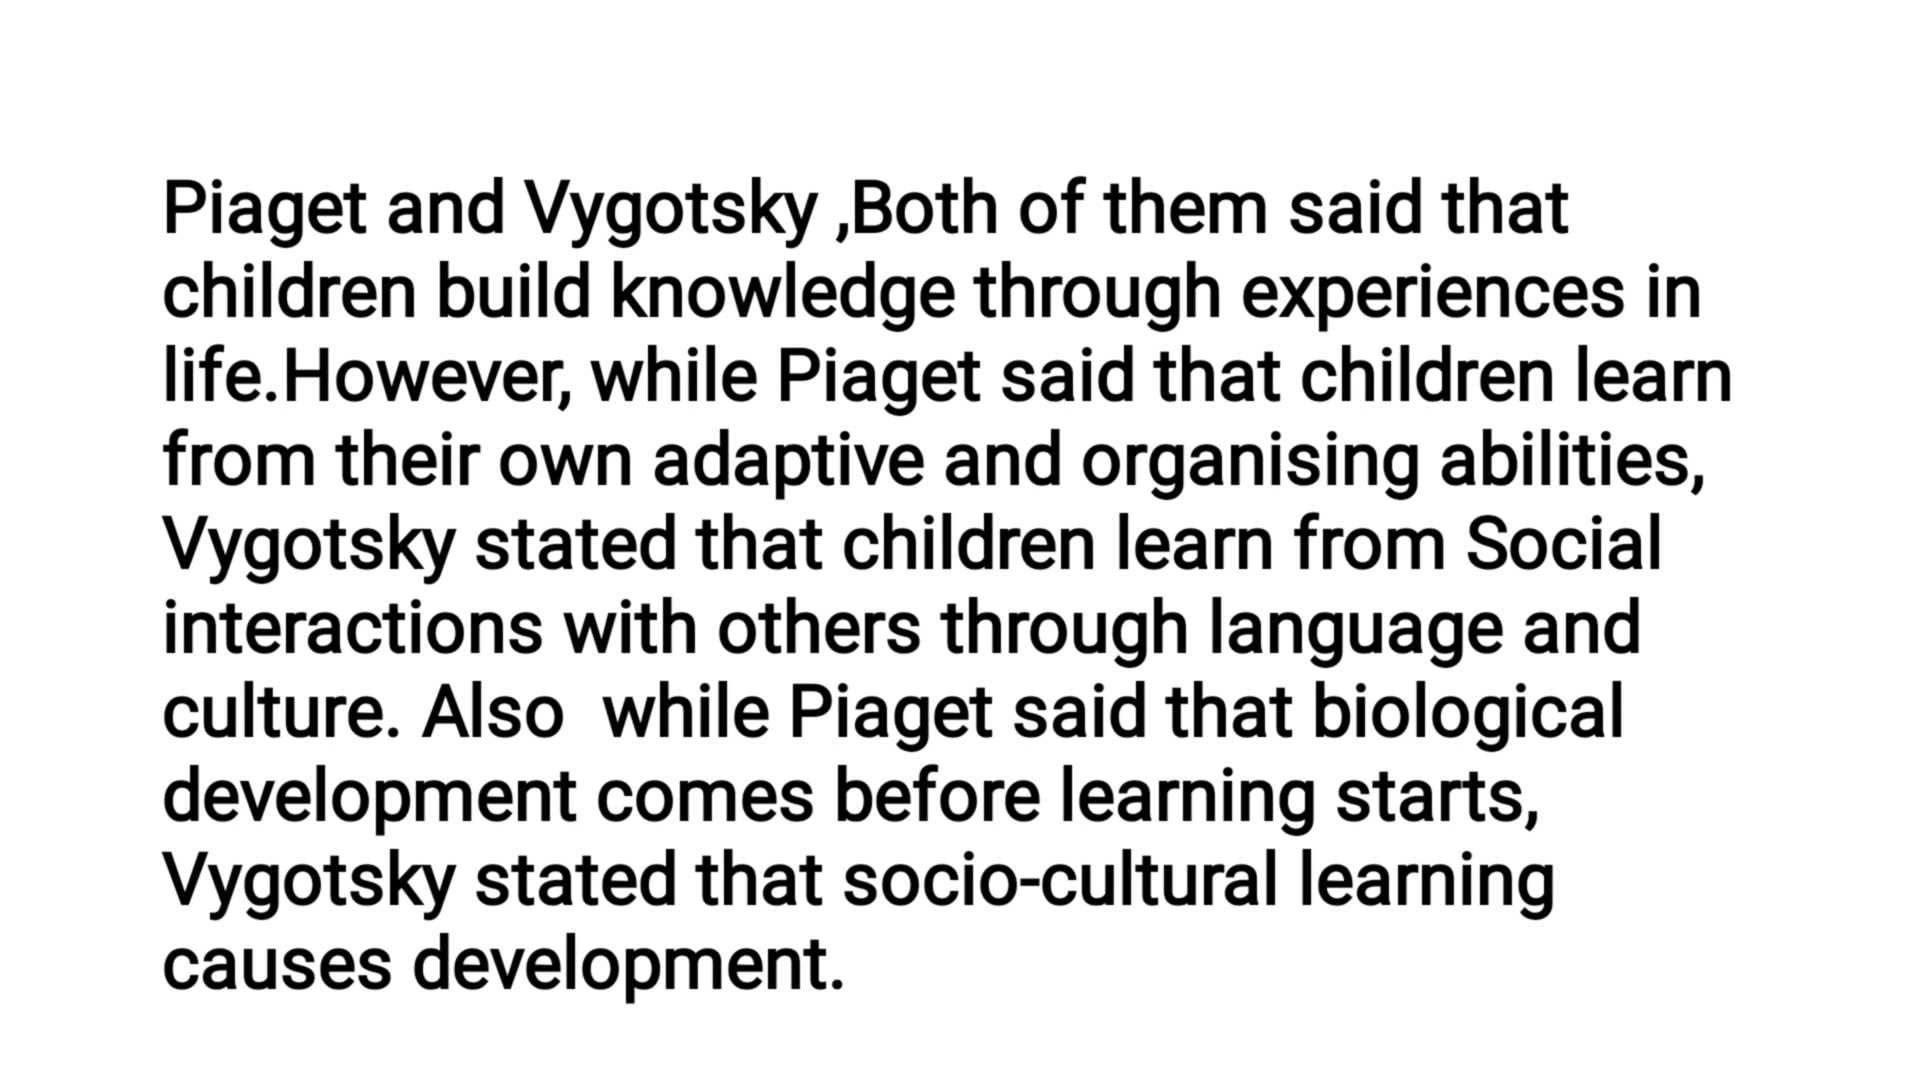 Piaget and Vygotsky ,Both of them said that
children build knowledge through experiences in
life.However, while Piaget said that children learn
from their own adaptive and organising abilities,
Vygotsky stated that children learn from Social
interactions with others through language and
culture. Also  while Piaget said that biological
development comes before learning starts,
Vygotsky stated that socio-cultural learning
causes development.